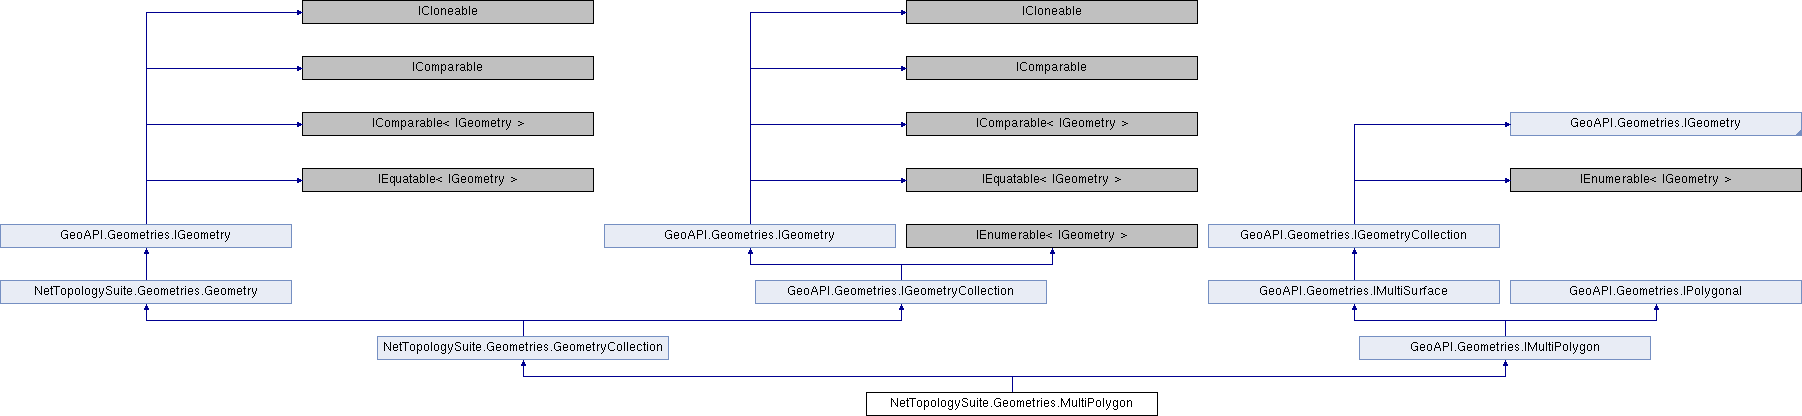 ICloneable
ICloneable
IComparable
IComparable
IComparable< IGeometry >
IComparable< IGeometry >
GeoAPI.Geometries.IGeometry
IEquatable< IGeometry >
IEquatable< IGeometry >
IEnumerable< IGeometry >
GeoAPI.Geometries.IGeometry
GeoAPI.Geometries.IGeometry
IEnumerable< IGeometry >
GeoAPI.Geometries.IGeometryCollection
NetTopologySuite.Geometries.Geometry
GeoAPI.Geometries.IGeometryCollection
GeoAPI.Geometries.IMultiSurface
GeoAPI.Geometries.IPolygonal
NetTopologySuite.Geometries.GeometryCollection
GeoAPI.Geometries.IMultiPolygon
NetTopologySuite.Geometries.MultiPolygon